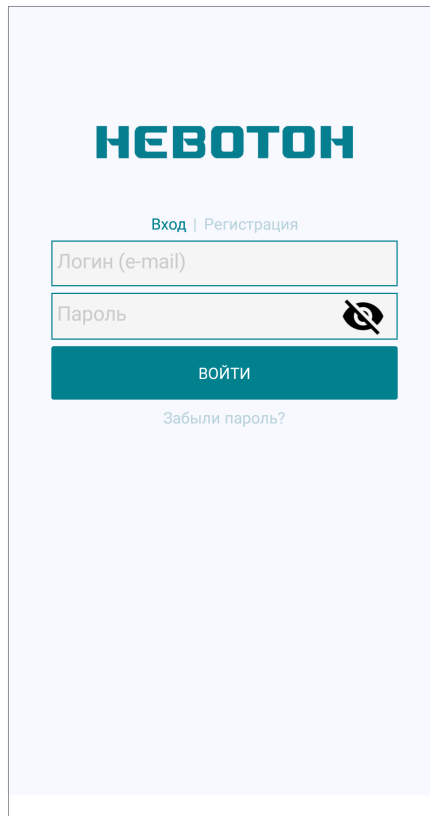 НЕВОТОН
Вход | Регистрация
Логин (e-mail)
Пароль
ВОЙТИ
Забыли пароль?